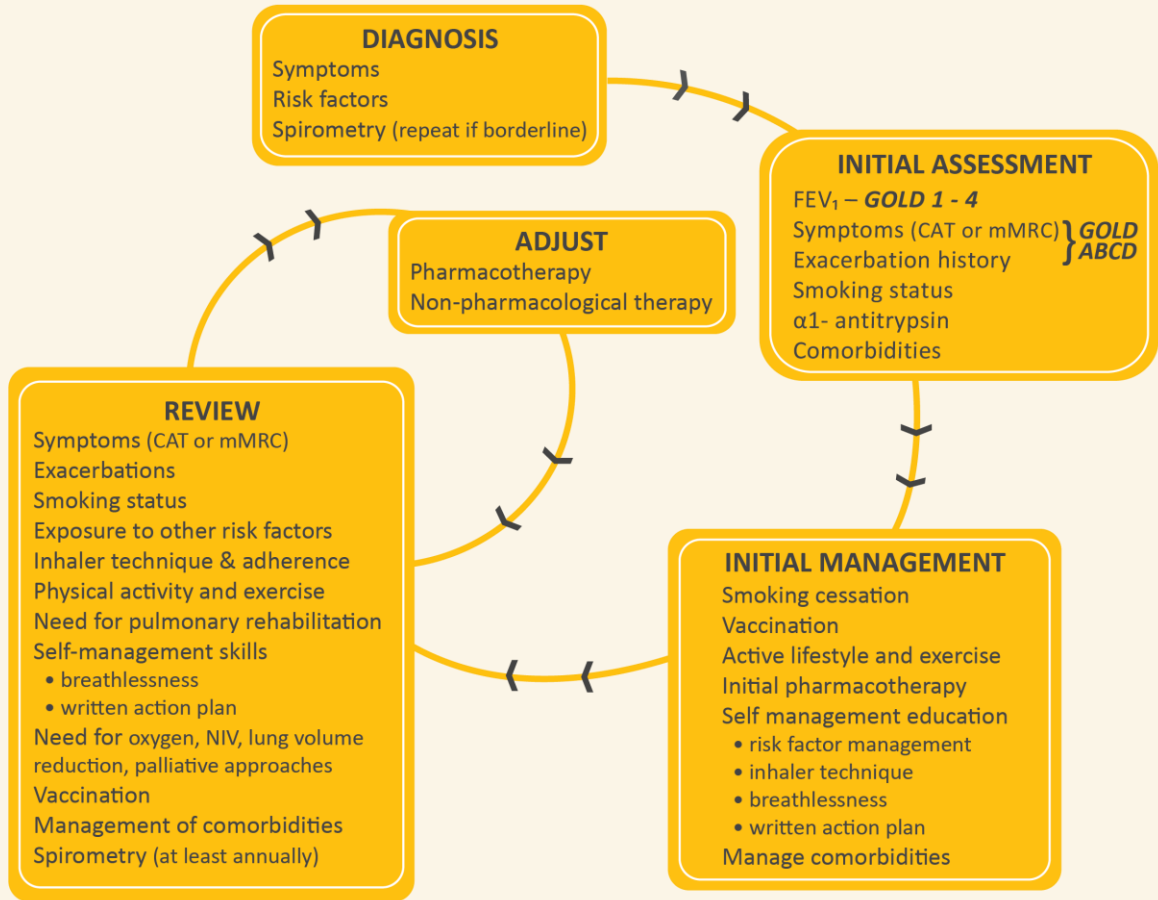 DIAGNOSIS
Symptoms
Risk factors
Spirometry (repeat if borderline)
INITIAL ASSESSMENT
FEV₁ – GOLD 1 - 4
Symptoms (CAT or mMRC) } GOLD
Exacerbation history ABCD
Smoking status
α1- antitrypsin
Comorbidities
INITIAL MANAGEMENT
Smoking cessation
Vaccination
Active lifestyle and exercise
Initial pharmacotherapy
Self management education
• risk factor management
• inhaler technique
• breathlessness
• written action plan
Manage comorbidities
REVIEW
Symptoms (CAT or mMRC)
Exacerbations
Smoking status
Exposure to other risk factors
Inhaler technique & adherence
Physical activity and exercise
Need for pulmonary rehabilitation
Self-management skills
• breathlessness
• written action plan
Need for oxygen, NIV, lung volume
reduction, palliative approaches
Vaccination
Management of comorbidities
Spirometry (at least annually)
ADJUST
Pharmacotherapy
Non-pharmacological therapy